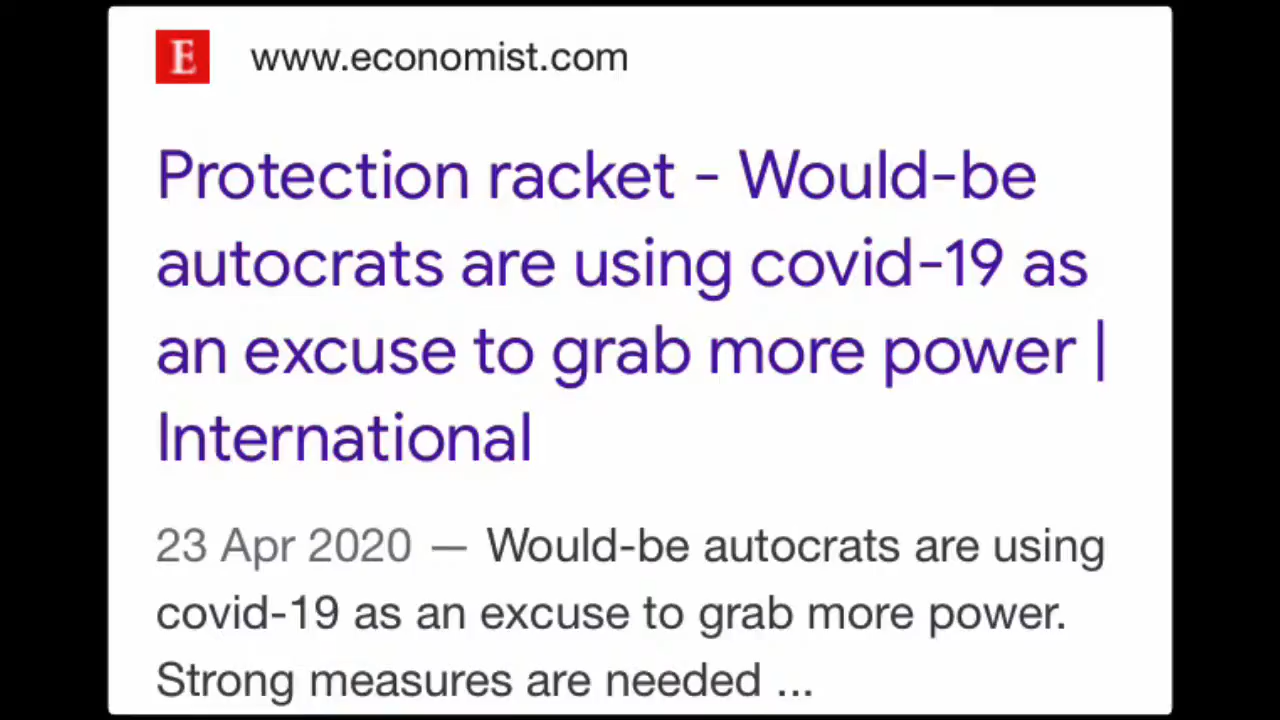 E
www.economist.com
Protection racket - Would-be
autocrats are using covid-19 as
an excuse to grab more power |
International
23 Apr 2020 — Would-be autocrats are using
covid-19 as an excuse to grab more power.
Strong measures are needed ...